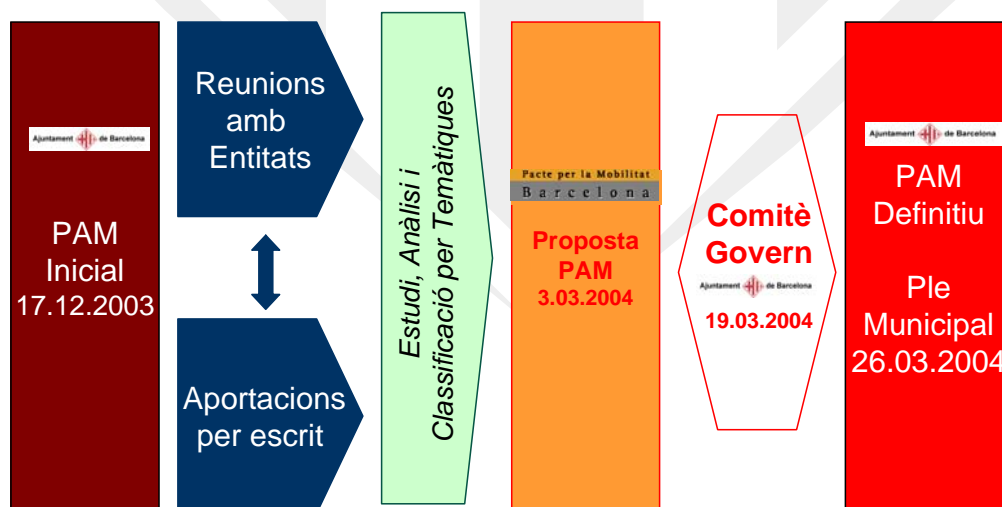 Ajuntament de Barcelona
PAM
Inicial
17.12.2003
Reunions
amb
Entitats
Aportacions
per escrit
Estudi, Anàlisi i
Classificació per Temàtiques
Pacte per la Mobilitat
Barcelona
Proposta
PAM
3.03.2004
Comitè
Govern
Ajuntament de Barcelona
19.03.2004
Ajuntament de Barcelona
PAM
Definitiu
Ple
Municipal
26.03.2004